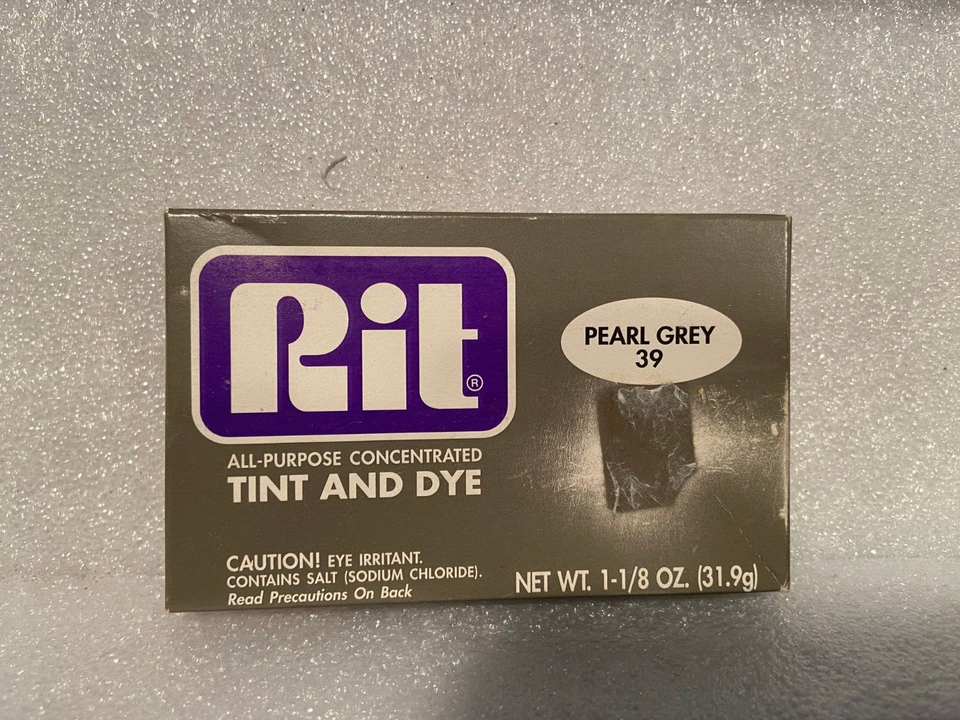 Rit®
ALL-PURPOSE CONCENTRATED
TINT AND DYE
PEARL GREY
39
CAUTION! EYE IRRITANT.
CONTAINS SALT (SODIUM CHLORIDE).
Read Precautions On Back
NET WT. 1-1/8 OZ. (31.9g)